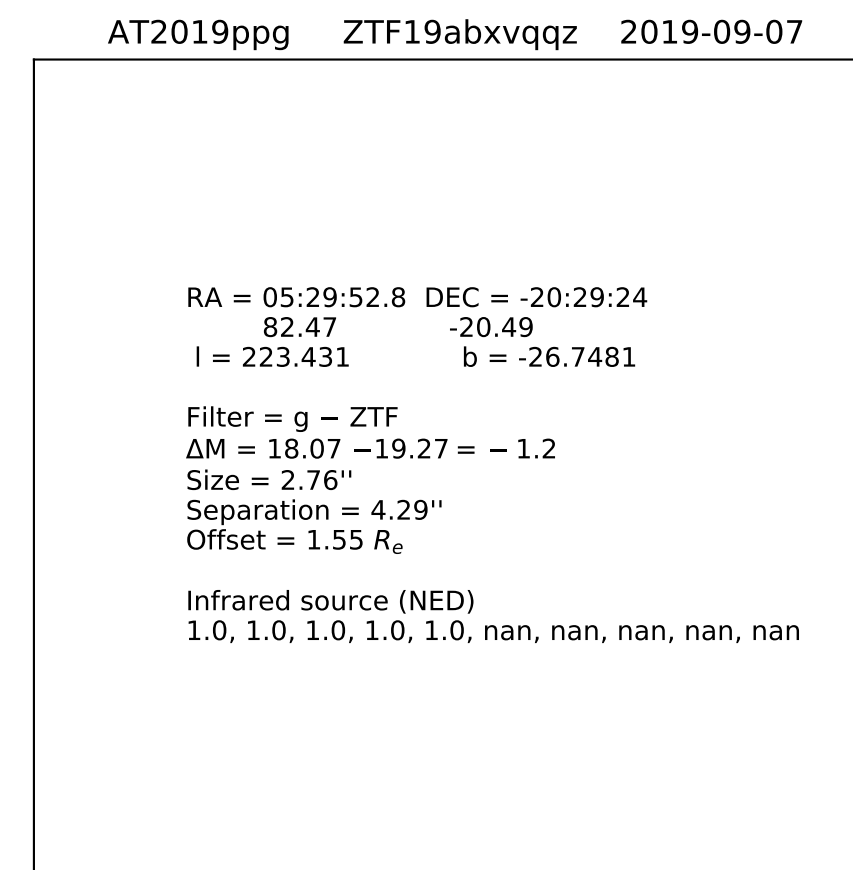 AT2019ppg ZTF19abxvqqz 2019-09-07
RA = 05:29:52.8 DEC = -20:29:24
82.47 -20.49
l = 223.431 b = -26.7481
Filter = g − ZTF
ΔM = 18.07 −19.27 = − 1.2
Size = 2.76''
Separation = 4.29''
Offset = 1.55 Re
Infrared source (NED)
1.0, 1.0, 1.0, 1.0, 1.0, nan, nan, nan, nan, nan